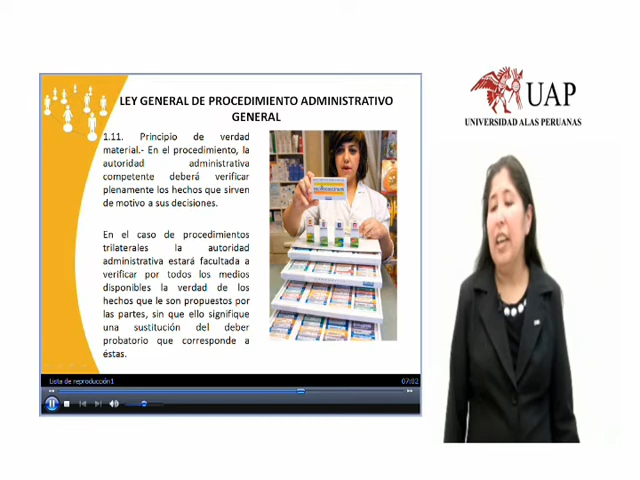 LEY GENERAL DE PROCEDIMIENTO ADMINISTRATIVO
GENERAL
1.11. Principio de verdad
material.- En el procedimiento, la
autoridad administrativa
competente deberá verificar
plenamente los hechos que sirven
de motivo a sus decisiones.
En el caso de procedimientos
trilaterales la autoridad
administrativa estará facultada a
verificar por todos los medios
disponibles la verdad de los
hechos que le son propuestos por
las partes, sin que ello signifique
una sustitución del deber
probatorio que corresponde a
éstas.
Lista de reproducción1
07:02
UAP
UNIVERSIDAD ALAS PERUANAS